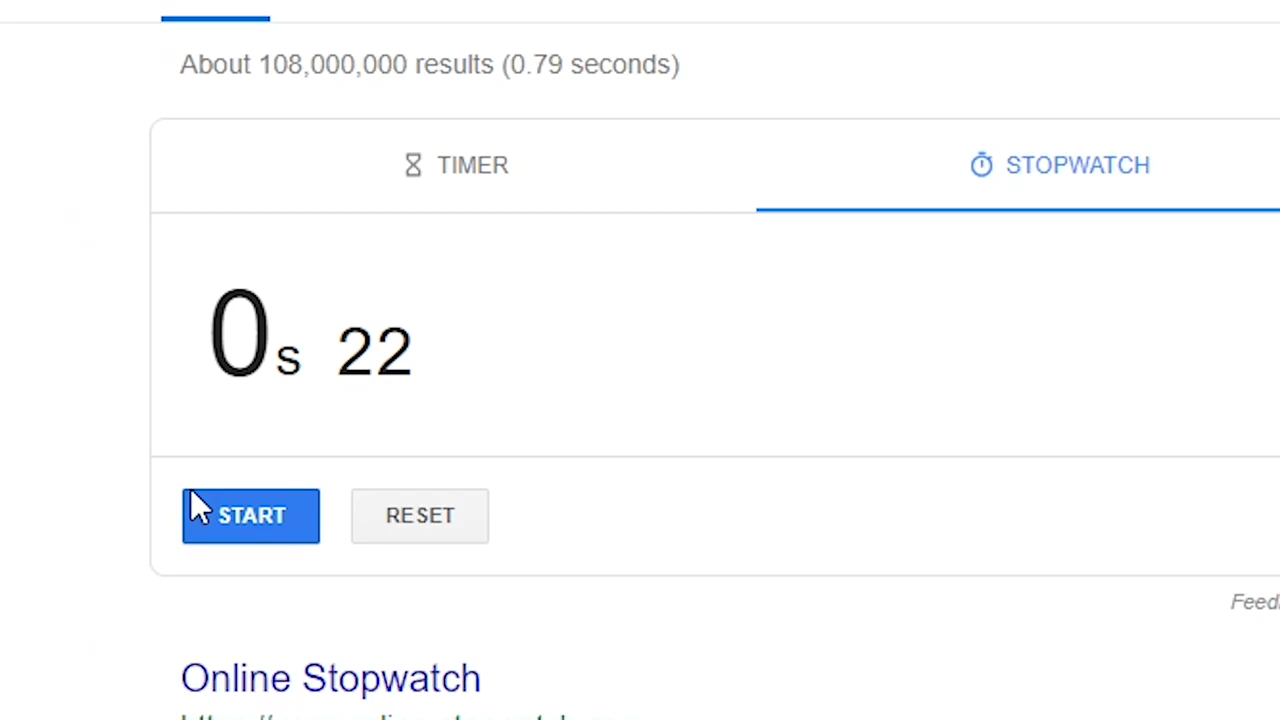 About 108,000,000 results (0.79 seconds)
TIMER
STOPWATCH
0s 22
START
RESET
Online Stopwatch